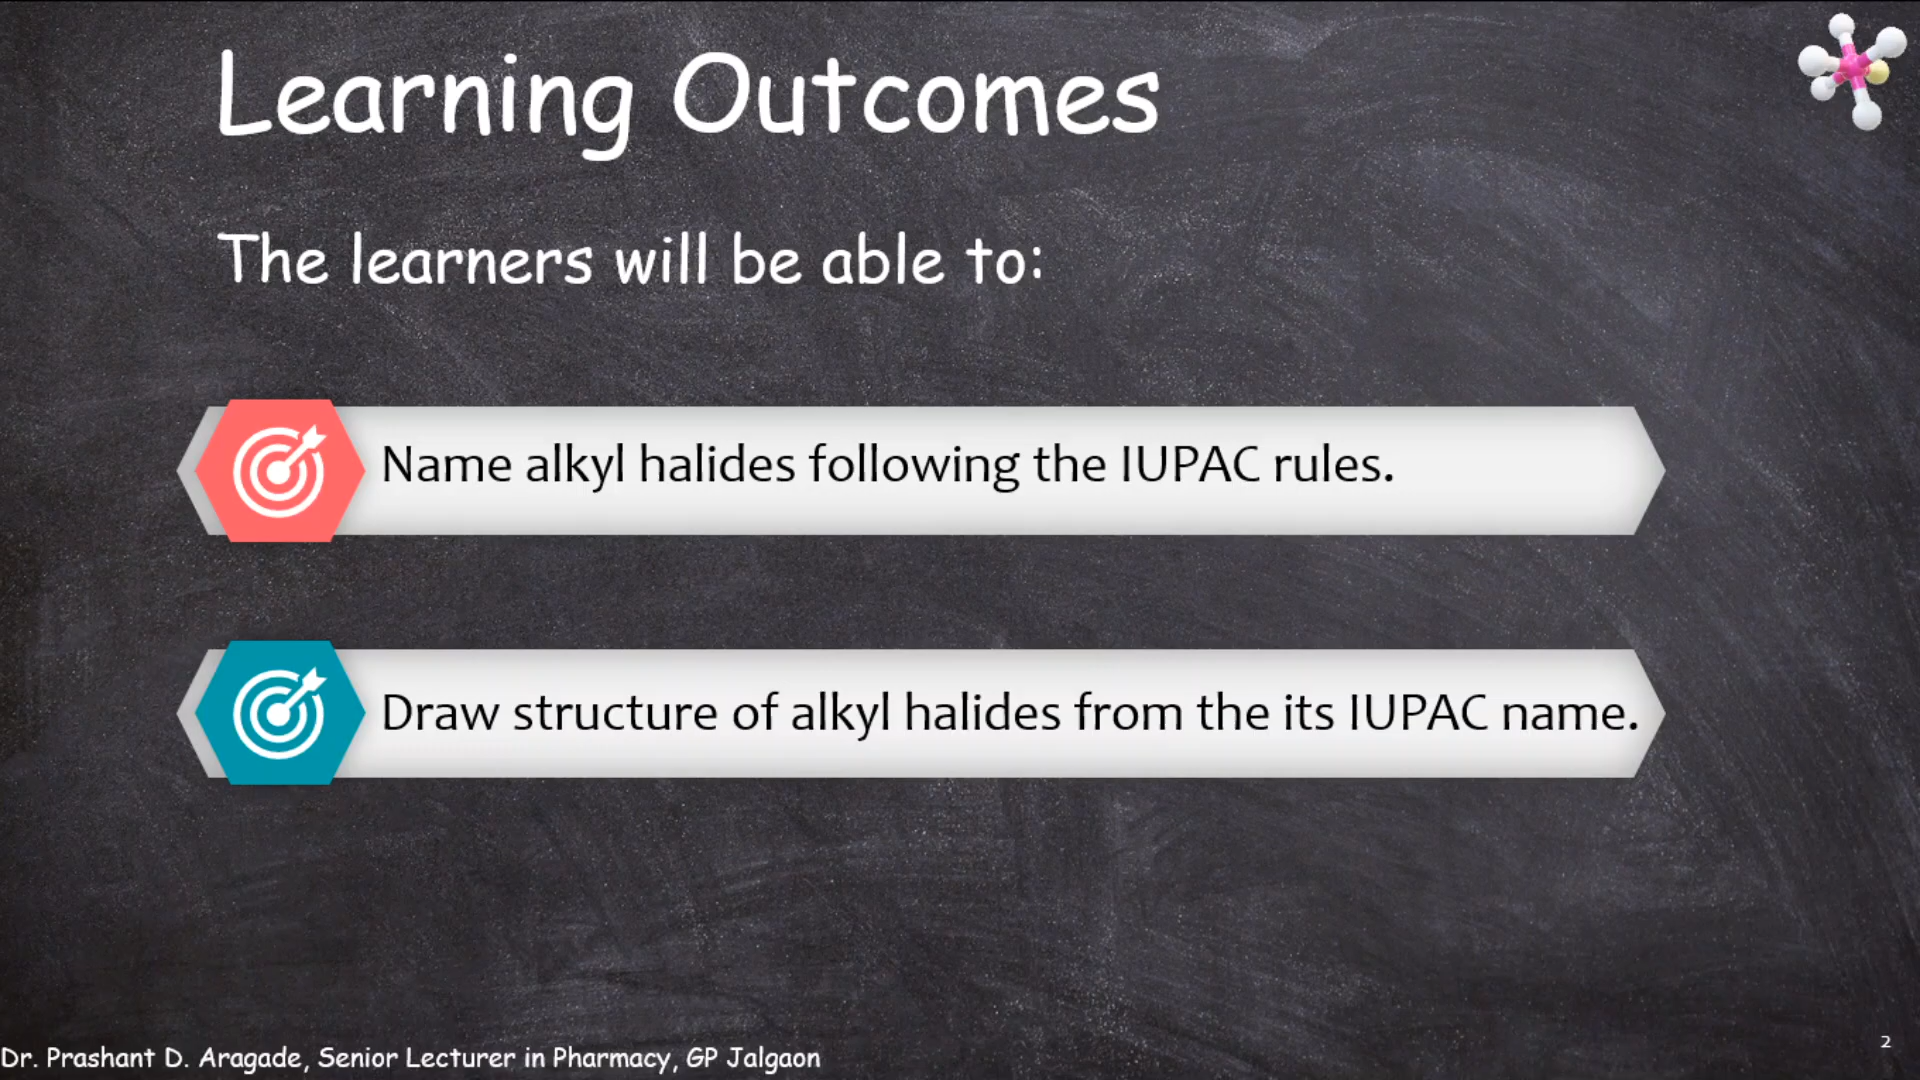 Learning Outcomes
The learners will be able to:
Name alkyl halides following the IUPAC rules.
Draw structure of alkyl halides from the its IUPAC name.
Dr. Prashant D. Aragade, Senior Lecturer in Pharmacy, GP Jalgaon
2